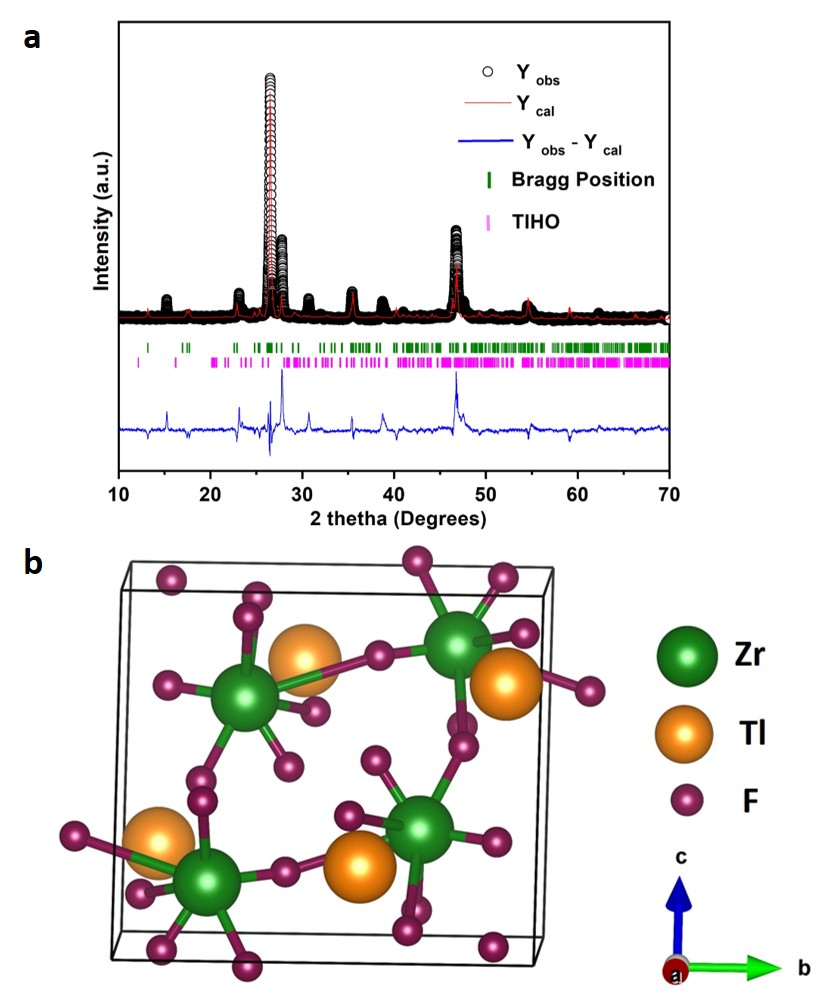 a
Y obs
Y cal
Y obs - Y cal
Bragg Position
TlHO
Intensity (a.u.)
10 20 30 40 50 60 70
2 thetha (Degrees)
b
Zr
Tl
F
c
a b